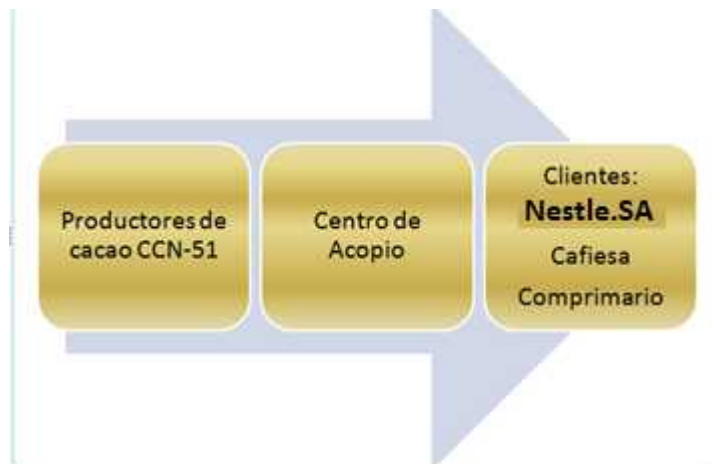 Productores de
cacao CCN-51
Centro de
Acopio
Clientes:
Nestle.SA
Cafiesa
Comprimario